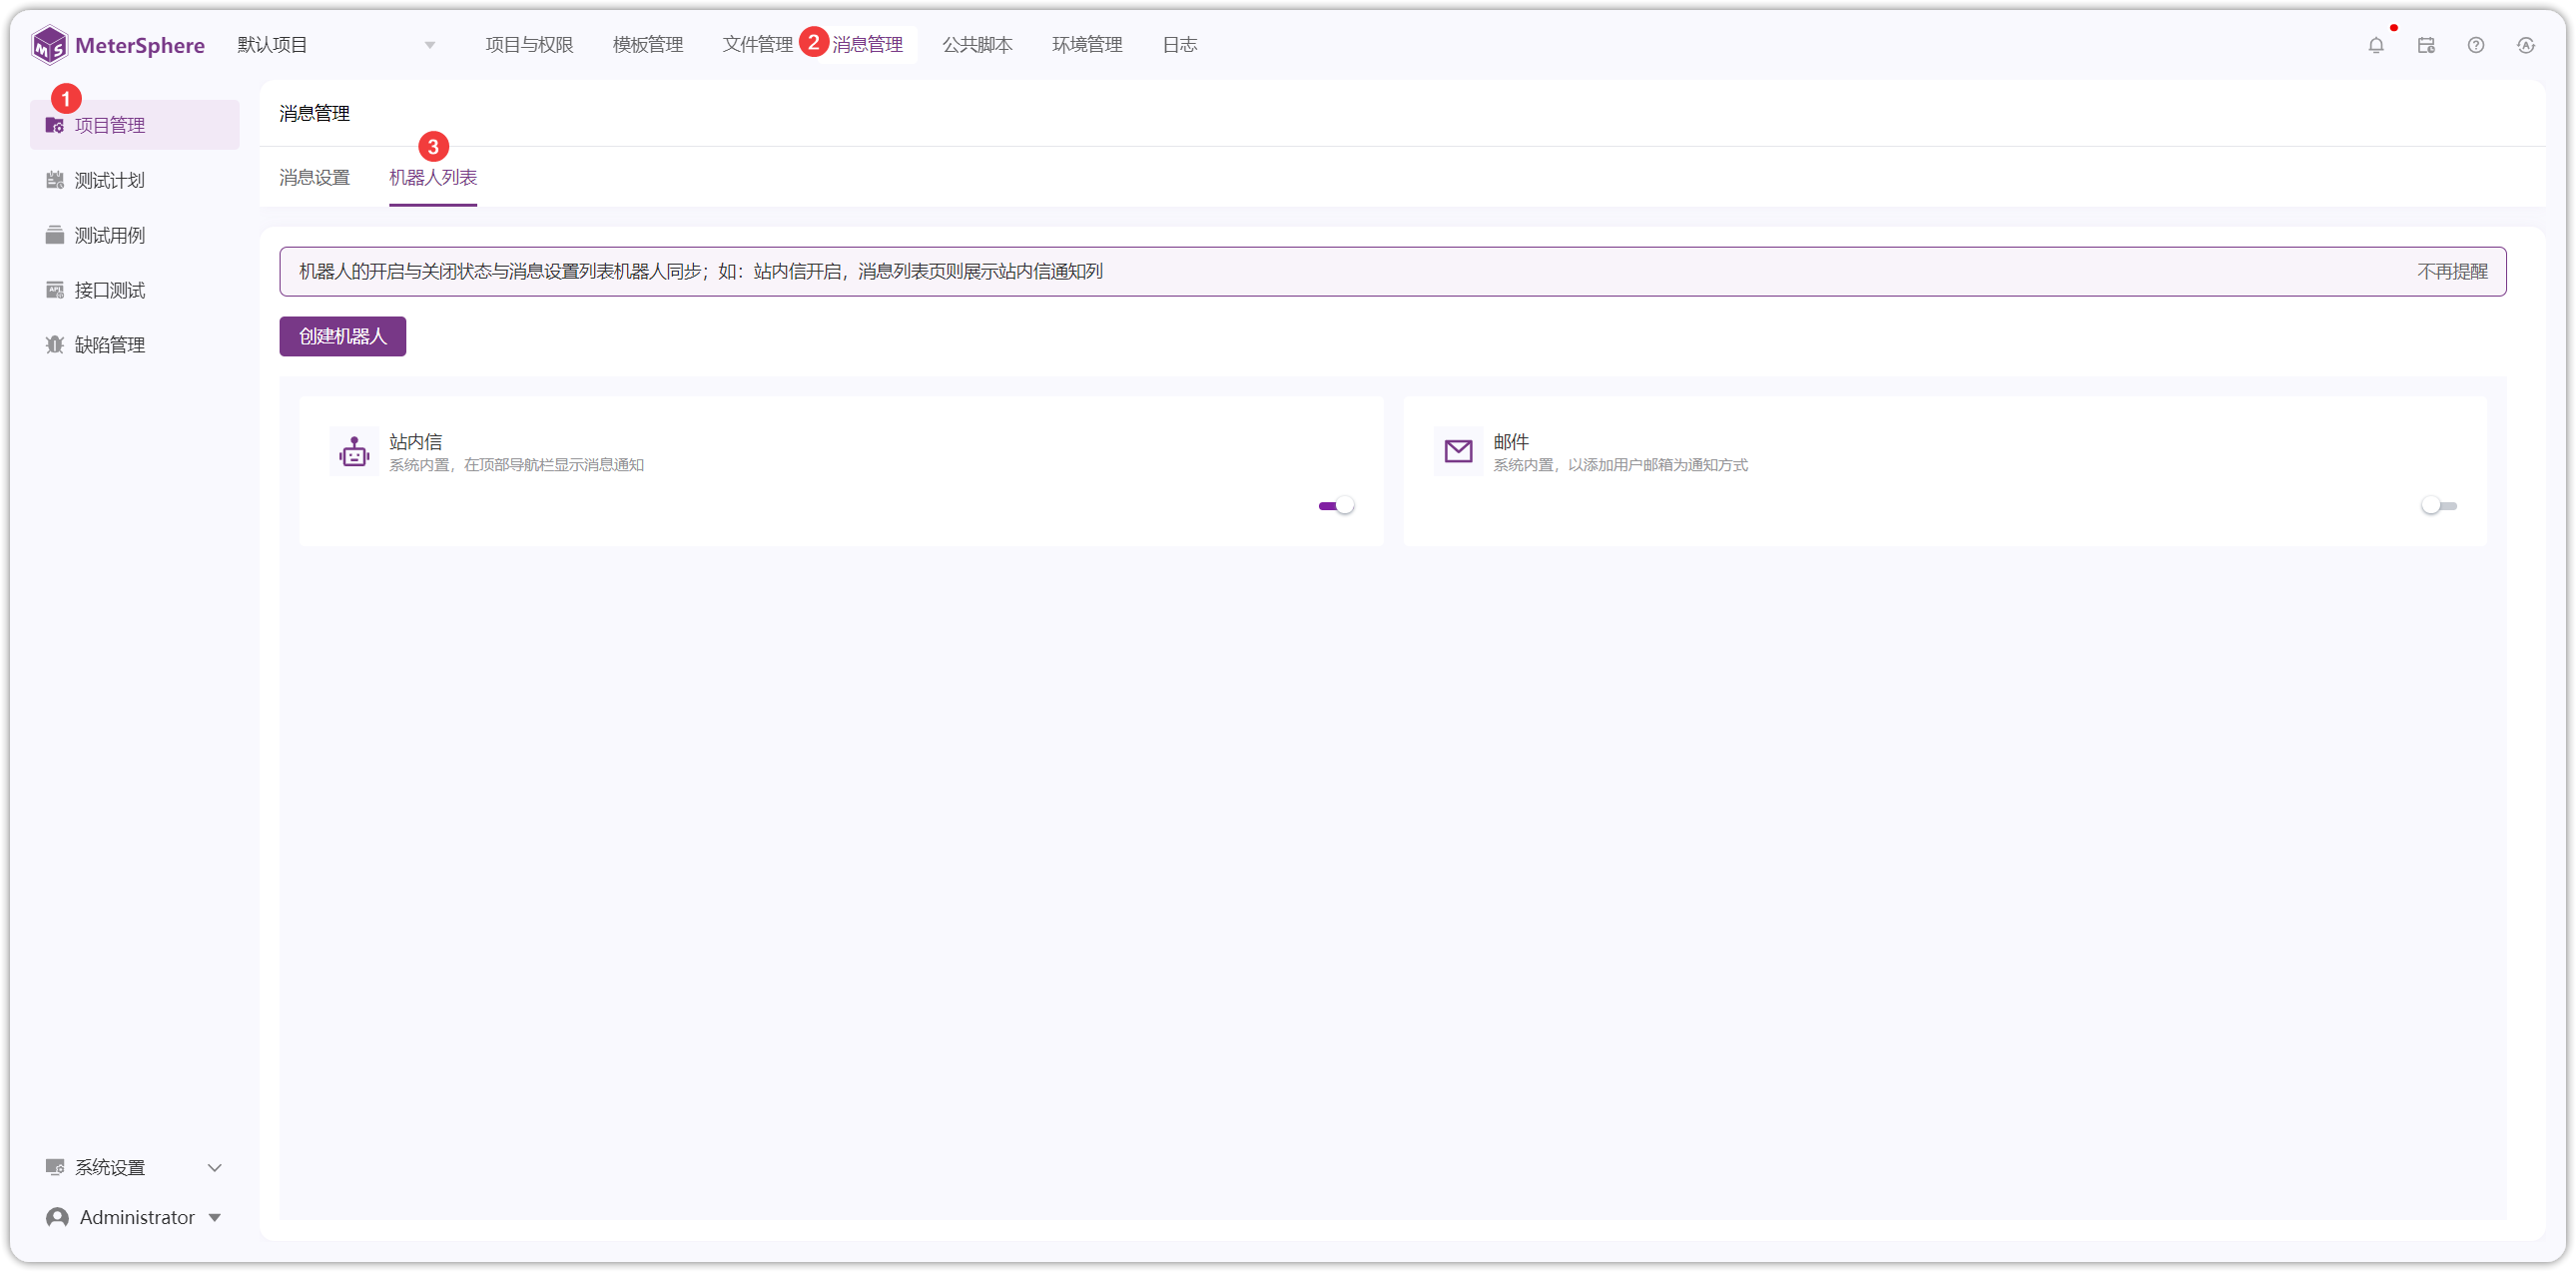 MeterSphere 默认项目 项目与权限 模板管理 文件管理 2 消息管理 公共脚本 环境管理 日志
1
项目管理
测试计划
测试用例
接口测试
缺陷管理
系统设置
Administrator
消息管理
3
消息设置 机器人列表
机器人的开启与关闭状态与消息设置列表机器人同步；如：站内信开启，消息列表页则展示站内信通知列 不再提醒
创建机器人
站内信
系统内置，在顶部导航栏显示消息通知
邮件
系统内置，以添加用户邮箱为通知方式